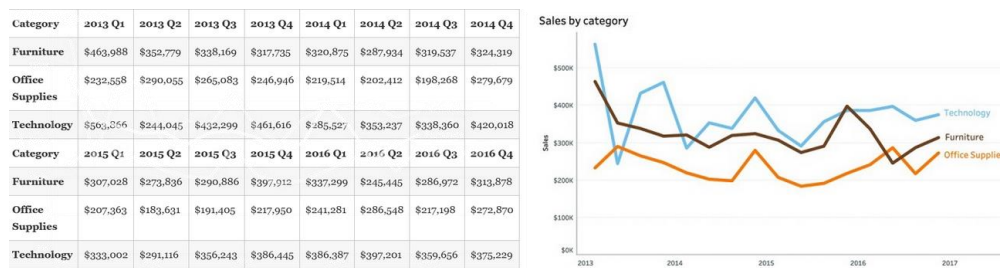 Category 2013 Q1 2013 Q2 2013 Q3 2013 Q4 2014 Q1 2014 Q2 2014 Q3 2014 Q4
Furniture $463,988 $352,779 $338,169 $317,735 $320,875 $287,934 $319,537 $324,319
Office Supplies $232,558 $290,055 $265,083 $246,946 $219,514 $202,412 $198,268 $279,679
Technology $563,866 $244,045 $432,299 $461,616 $285,527 $353,237 $338,360 $420,018
Category 2015 Q1 2015 Q2 2015 Q3 2015 Q4 2016 Q1 2016 Q2 2016 Q3 2016 Q4
Furniture $307,028 $273,836 $290,886 $397,912 $337,299 $245,445 $286,972 $313,878
Office Supplies $207,363 $183,631 $191,405 $217,950 $241,281 $286,548 $217,198 $272,870
Technology $333,002 $291,116 $356,243 $386,445 $386,387 $397,201 $359,656 $375,229
Sales by category
Sales
$500K
$400K
$300K
$200K
$100K
$0K
2013 2014 2015 2016 2017
Technology
Furniture
Office Supplie